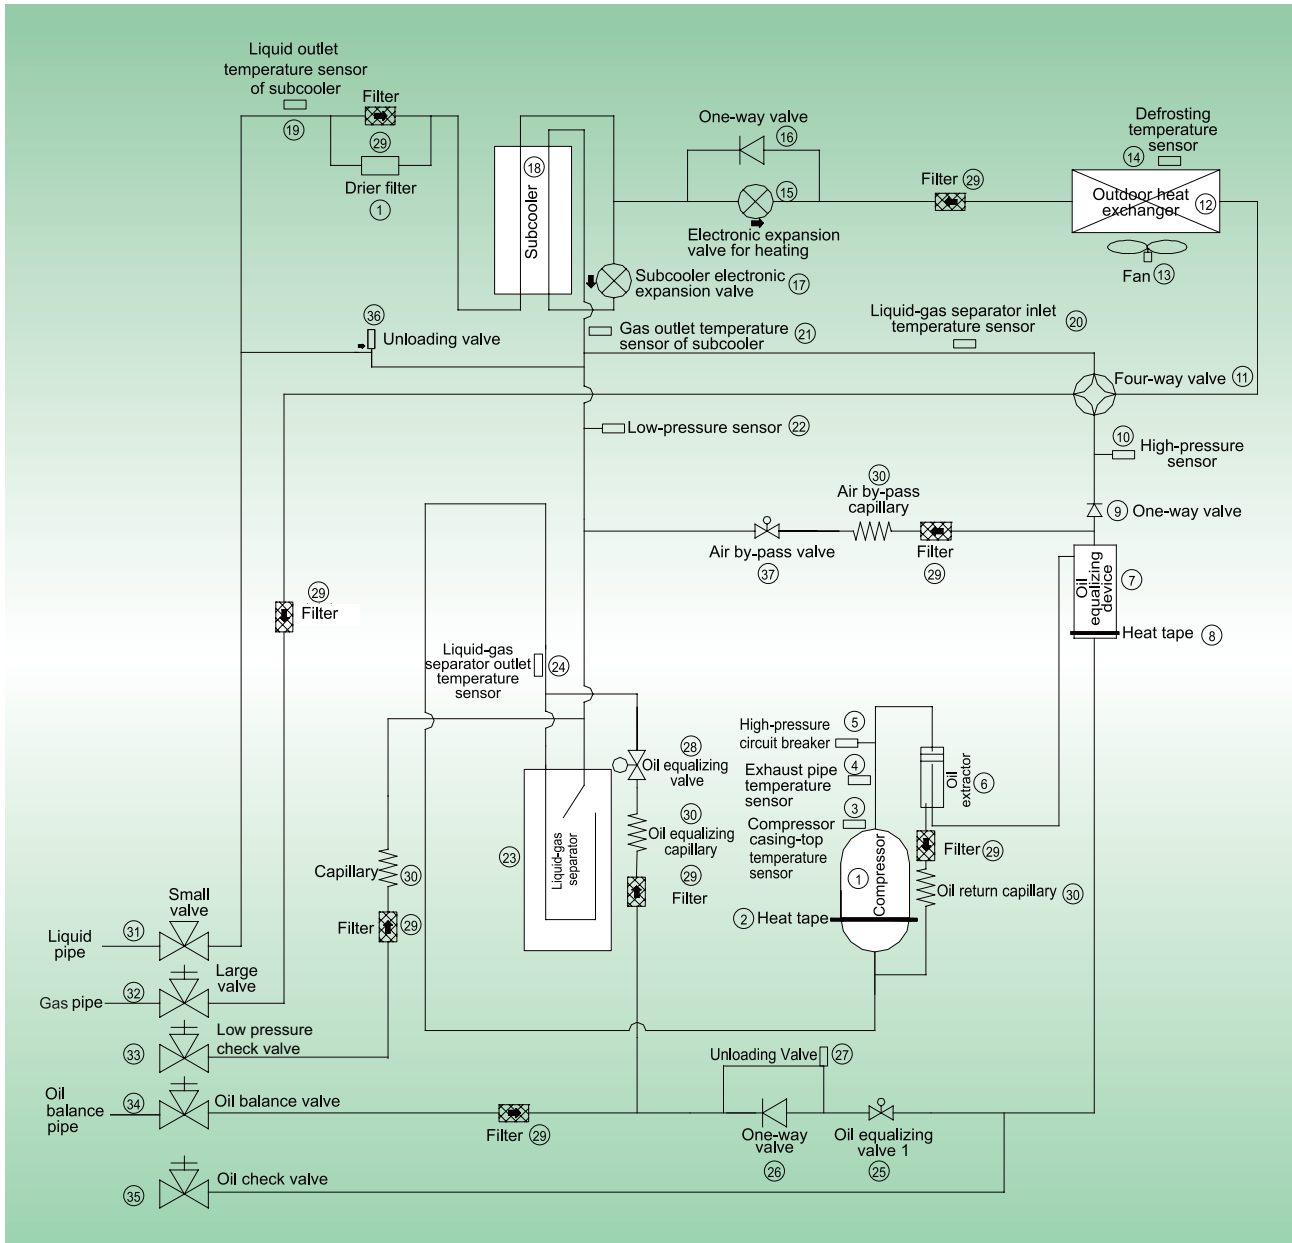 Liquid outlet
temperature sensor
of subcooler
19
Filter
29
Drier filter
1
18
Subcooler
One-way valve
16
15
Electronic expansion
valve for heating
Filter 29
Defrosting
temperature
sensor
14
Outdoor heat
exchanger
12
Fan 13
Subcooler electronic
expansion valve
17
36
Unloading valve
Gas outlet temperature
sensor of subcooler
21
Liquid-gas separator inlet
temperature sensor
20
Four-way valve 11
Low-pressure sensor 22
10
High-pressure
sensor
30
Air by-pass
capillary
9 One-way valve
Air by-pass valve
37
Filter
29
Oil
equalizing
device
7
Heat tape 8
29
Filter
Liquid-gas
separator outlet
temperature
sensor
24
High-pressure
circuit breaker
5
28
Oil equalizing
valve
Exhaust pipe
temperature
sensor
4
Oil
extractor
6
30
Oil equalizing
capillary
3
Compressor
casing-top
temperature
sensor
23
Liquid-gas
separator
1
Compressor
Filter 29
Capillary 30
29
Filter
Oil return capillary 30
2 Heat tape
Small
valve
Filter 29
Liquid
pipe
31
Large
valve
Gas pipe
32
Low pressure
check valve
33
Unloading Valve 27
Oil
balance
pipe
34
Oil balance valve
Filter 29
One-way
valve
26
Oil equalizing
valve 1
25
35
Oil check valve